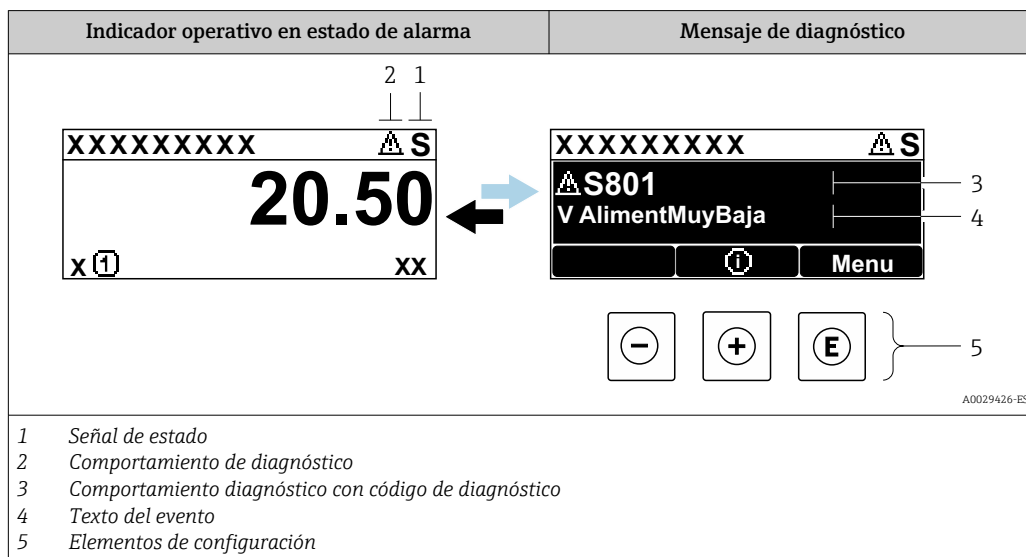 Indicador operativo en estado de alarma
Mensaje de diagnóstico
2 1
XXXXXXXXX S
20.50
x 1 xx
XXXXXXXXX S
S801
3
V AlimentMuyBaja
4
i Menu
- + E
5
A0029426-ES
1 Señal de estado
2 Comportamiento de diagnóstico
3 Comportamiento diagnóstico con código de diagnóstico
4 Texto del evento
5 Elementos de configuración